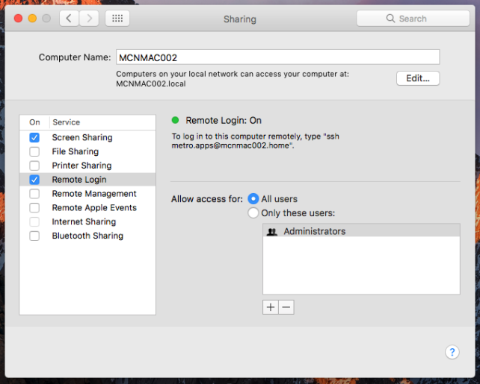 Sharing
Search
Computer Name: MCNMAC002
Computers on your local network can access your computer at:
MCNMAC002.local
Edit...
On Service
Screen Sharing
File Sharing
Printer Sharing
Remote Login
Remote Management
Remote Apple Events
Internet Sharing
Bluetooth Sharing
Remote Login: On
To log in to this computer remotely, type "ssh
metro.apps@mcnmac002.home".
Allow access for: All users
Only these users:
Administrators
+ −
?